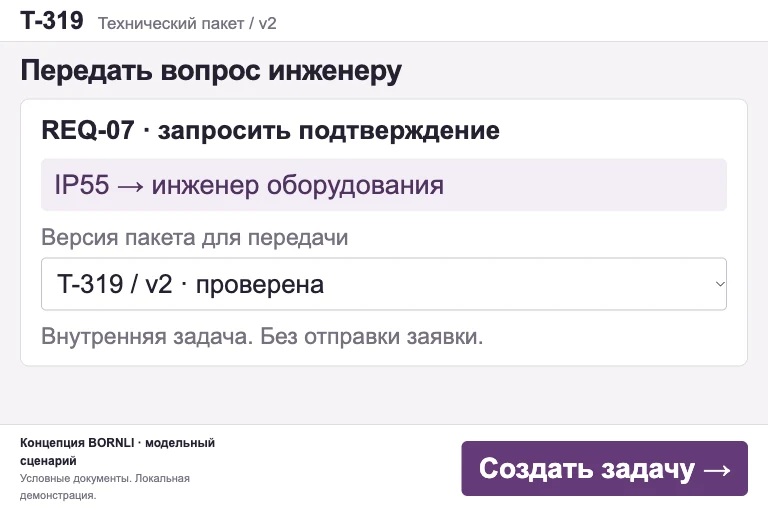 T-319 Технический пакет / v2
Передать вопрос инженеру
REQ-07 · запросить подтверждение
IP55 → инженер оборудования
Версия пакета для передачи
T-319 / v2 · проверена
Внутренняя задача. Без отправки заявки.
Концепция BORNLI · модельный
сценарий
Условные документы. Локальная
демонстрация.
Создать задачу →